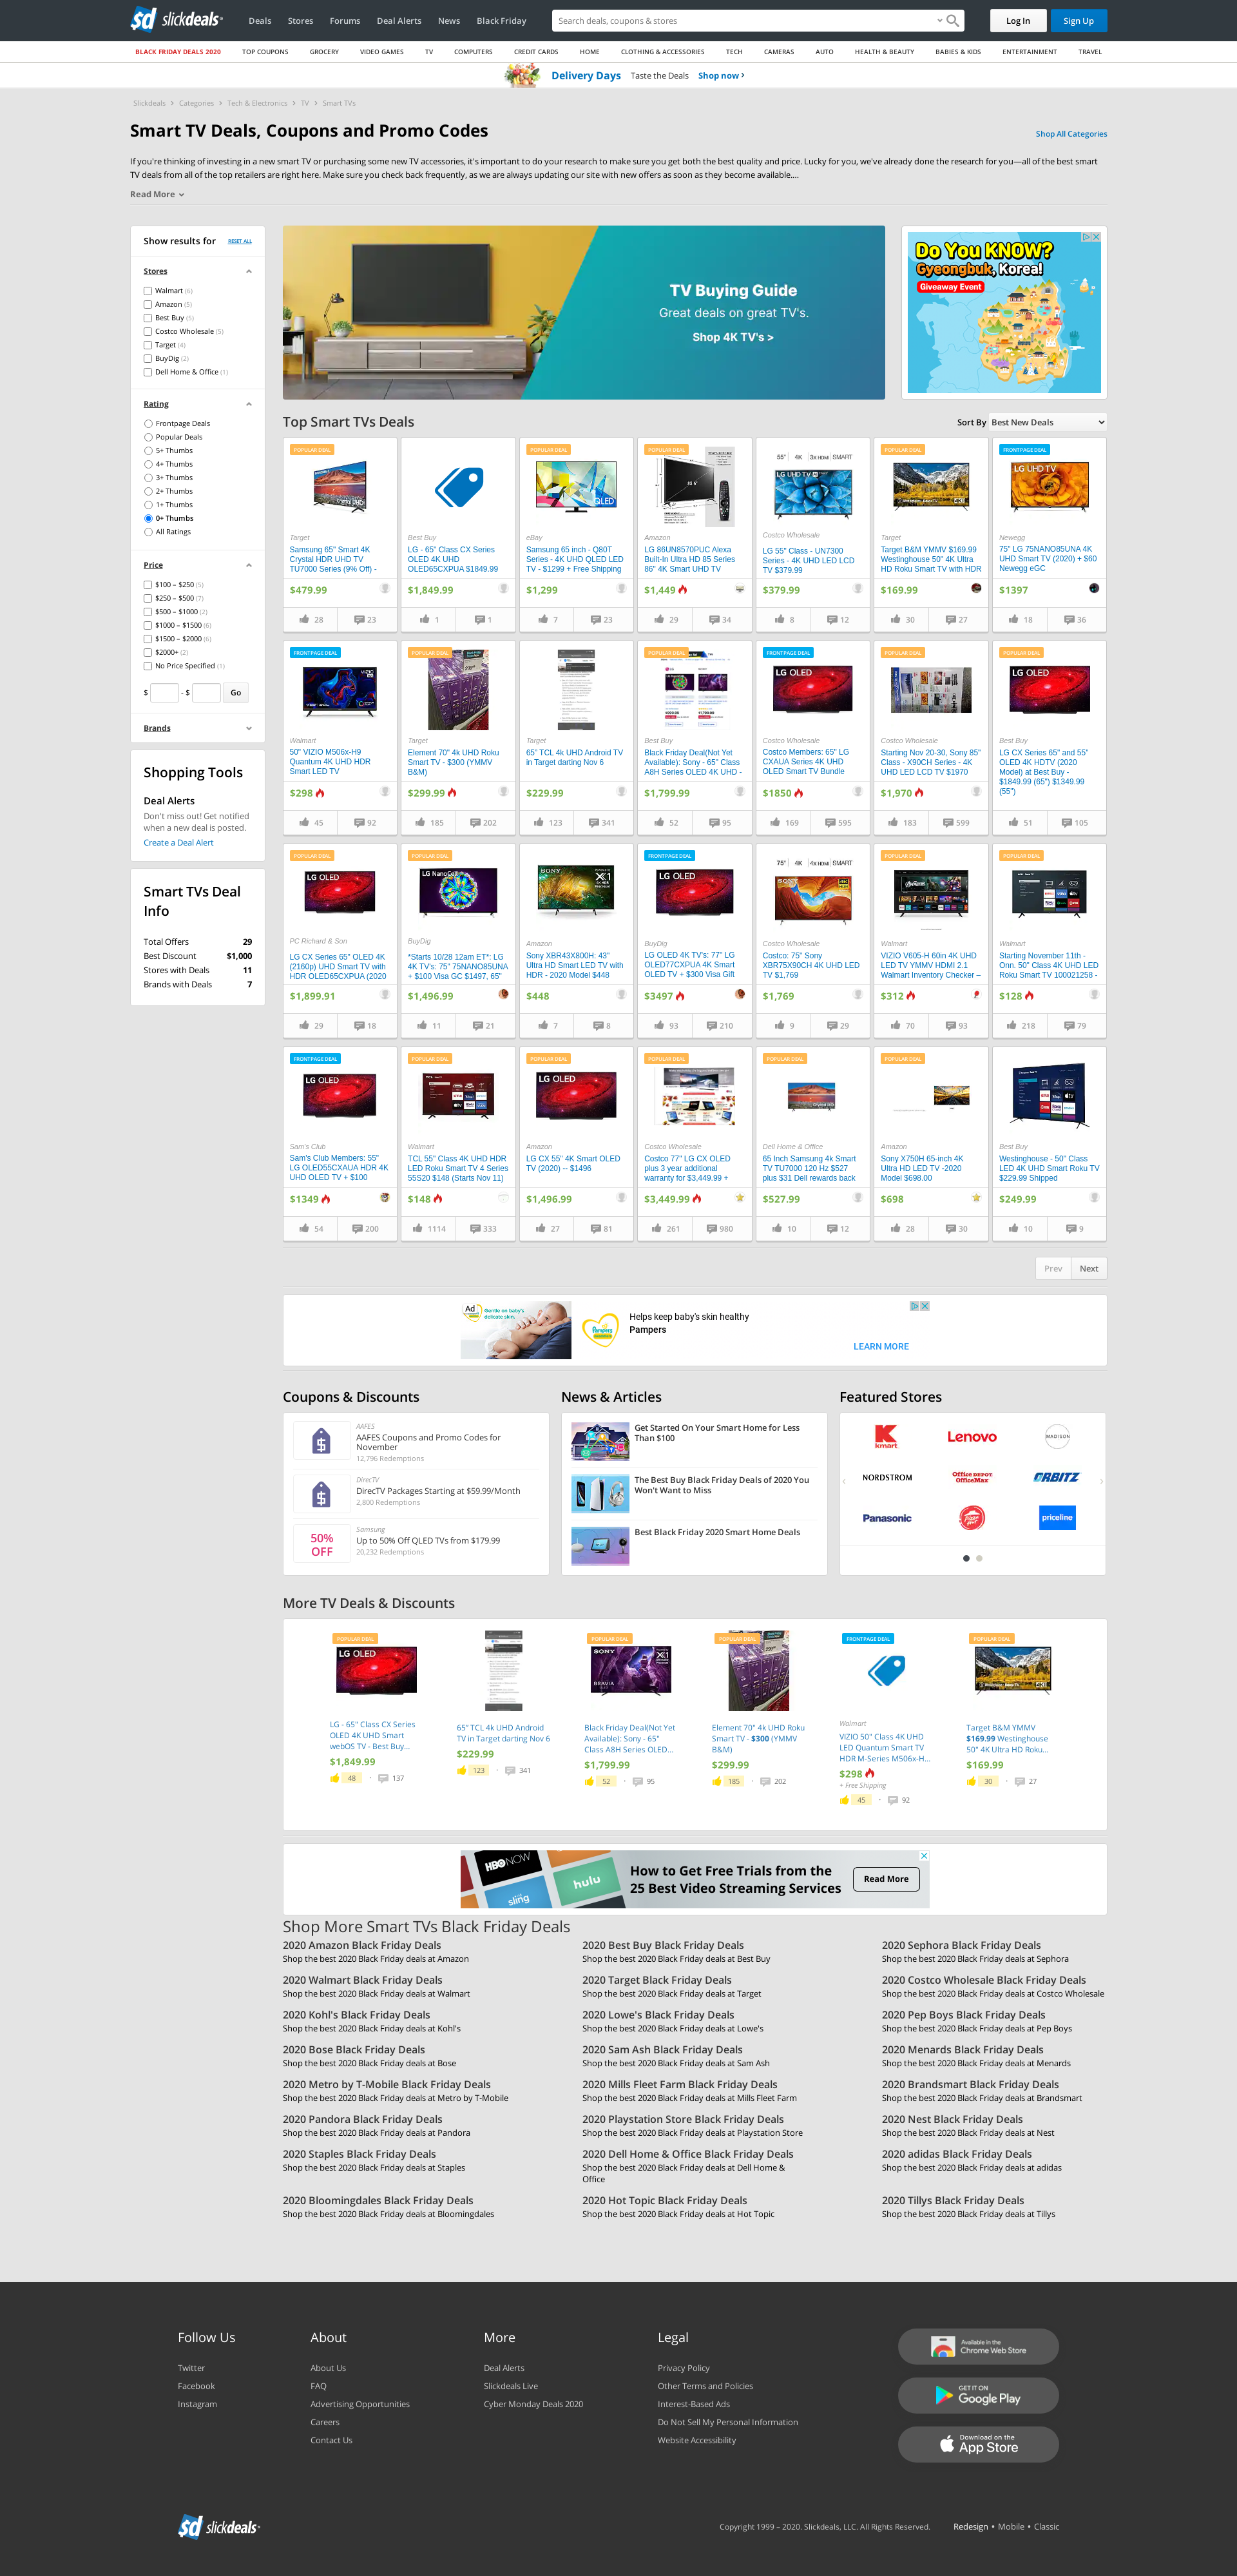 slickdeals
Deals
Stores
Forums
Deal Alerts
News
Black Friday
Search deals, coupons & stores
Log In
Sign Up
BLACK FRIDAY DEALS 2020
TOP COUPONS
GROCERY
VIDEO GAMES
TV
COMPUTERS
CREDIT CARDS
HOME
CLOTHING & ACCESSORIES
TECH
CAMERAS
AUTO
HEALTH & BEAUTY
BABIES & KIDS
ENTERTAINMENT
TRAVEL
Delivery Days Taste the Deals Shop now ›
Slickdeals › Categories › Tech & Electronics › TV › Smart TVs
Smart TV Deals, Coupons and Promo Codes
Shop All Categories
If you're thinking of investing in a new smart TV or purchasing some new TV accessories, it's important to do your research to make sure you get both the best quality and price. Lucky for you, we've already done the research for you—all of the best smart
TV deals from all of the top retailers are right here. Make sure you check back frequently, as we are always updating our site with new offers as soon as they become available....
Read More
Show results for
RESET ALL
Stores
Walmart (6)
Amazon (5)
Best Buy (5)
Costco Wholesale (5)
Target (4)
BuyDig (2)
Dell Home & Office (1)
Rating
Frontpage Deals
Popular Deals
5+ Thumbs
4+ Thumbs
3+ Thumbs
2+ Thumbs
1+ Thumbs
0+ Thumbs
All Ratings
Price
$100 – $250 (5)
$250 – $500 (7)
$500 – $1000 (2)
$1000 – $1500 (6)
$1500 – $2000 (6)
$2000+ (2)
No Price Specified (1)
$ - $ Go
Brands
Shopping Tools
Deal Alerts
Don't miss out! Get notified
when a new deal is posted.
Create a Deal Alert
Smart TVs Deal
Info
Total Offers 29
Best Discount $1,000
Stores with Deals 11
Brands with Deals 7
TV Buying Guide
Great deals on great TV's.
Shop 4K TV's >
Do You KNOW?
Gyeongbuk, Korea!
Giveaway Event
Top Smart TVs Deals
Sort By Best New Deals
POPULAR DEAL
Target
Samsung 65" Smart 4K
Crystal HDR UHD TV
TU7000 Series (9% Off) -
$479.99
28 23
Best Buy
LG - 65" Class CX Series
OLED 4K UHD
OLED65CXPUA $1849.99
$1,849.99
1 1
POPULAR DEAL
QLED
eBay
Samsung 65 inch - Q80T
Series - 4K UHD QLED LED
TV - $1299 + Free Shipping
$1,299
7 23
POPULAR DEAL
Amazon
LG 86UN8570PUC Alexa
Built-In Ultra HD 85 Series
86" 4K Smart UHD TV
$1,449
29 34
55" 4K SMART
LG UHD TV
Costco Wholesale
LG 55" Class - UN7300
Series - 4K UHD LED LCD
TV $379.99
$379.99
8 12
POPULAR DEAL
Target
Target B&M YMMV $169.99
Westinghouse 50" 4K Ultra
HD Roku Smart TV with HDR
$169.99
30 27
FRONTPAGE DEAL
LG UHD TV
Newegg
75" LG 75NANO85UNA 4K
UHD Smart TV (2020) + $60
Newegg eGC
$1397
18 36
FRONTPAGE DEAL
Walmart
50" VIZIO M506x-H9
Quantum 4K UHD HDR
Smart LED TV
$298
45 92
POPULAR DEAL
Target
Element 70" 4k UHD Roku
Smart TV - $300 (YMMV
B&M)
$299.99
185 202
Target
65" TCL 4k UHD Android TV
in Target darting Nov 6
$229.99
123 341
POPULAR DEAL
Best Buy
Black Friday Deal(Not Yet
Available): Sony - 65" Class
A8H Series OLED 4K UHD -
$1,799.99
52 95
FRONTPAGE DEAL
LG OLED
Costco Wholesale
Costco Members: 65" LG
CXAUA Series 4K UHD
OLED Smart TV Bundle
$1850
169 595
POPULAR DEAL
Costco Wholesale
Starting Nov 20-30, Sony 85"
Class - X90CH Series - 4K
UHD LED LCD TV $1970
$1,970
183 599
POPULAR DEAL
LG OLED
Best Buy
LG CX Series 65" and 55"
OLED 4K HDTV (2020
Model) at Best Buy -
$1849.99 (65") $1349.99
(55")
51 105
POPULAR DEAL
LG OLED
PC Richard & Son
LG CX Series 65" OLED 4K
(2160p) UHD Smart TV with
HDR OLED65CXPUA (2020
$1,899.91
29 18
POPULAR DEAL
LG NanoCell
BuyDig
*Starts 10/28 12am ET*: LG
4K TV's: 75" 75NANO85UNA
+ $100 Visa GC $1497, 65"
$1,496.99
11 21
SONY
X1
Amazon
Sony XBR43X800H: 43"
Ultra HD Smart LED TV with
HDR - 2020 Model $448
$448
7 8
FRONTPAGE DEAL
LG OLED
BuyDig
LG OLED 4K TV's: 77" LG
OLED77CXPUA 4K Smart
OLED TV + $300 Visa Gift
$3497
93 210
75" 4K SMART
SONY
Costco Wholesale
Costco: 75" Sony
XBR75X90CH 4K UHD LED
TV $1,769
$1,769
9 29
POPULAR DEAL
Walmart
VIZIO V605-H 60in 4K UHD
LED TV YMMV HDMI 2.1
Walmart Inventory Checker –
$312
70 93
POPULAR DEAL
Walmart
Starting November 11th -
Onn. 50" Class 4K UHD LED
Roku Smart TV 100021258 -
$128
218 79
FRONTPAGE DEAL
LG OLED
Sam's Club
Sam's Club Members: 55"
LG OLED55CXAUA HDR 4K
UHD OLED TV + $100
$1349
54 200
POPULAR DEAL
Walmart
TCL 55" Class 4K UHD HDR
LED Roku Smart TV 4 Series
55S20 $148 (Starts Nov 11)
$148
1114 333
POPULAR DEAL
LG OLED
Amazon
LG CX 55" 4K Smart OLED
TV (2020) -- $1496
$1,496.99
27 81
POPULAR DEAL
Costco Wholesale
Costco 77" LG CX OLED
plus 3 year additional
warranty for $3,449.99 +
$3,449.99
261 980
POPULAR DEAL
Dell Home & Office
65 Inch Samsung 4k Smart
TV TU7000 120 Hz $527
plus $31 Dell rewards back
$527.99
10 12
POPULAR DEAL
Amazon
Sony X750H 65-inch 4K
Ultra HD LED TV -2020
Model $698.00
$698
28 30
Best Buy
Westinghouse - 50" Class
LED 4K UHD Smart Roku TV
$229.99 Shipped
$249.99
10 9
Prev
Next
Ad
Gentle on baby's
delicate skin.
Pampers
Helps keep baby's skin healthy
Pampers
LEARN MORE
Coupons & Discounts
AAFES
AAFES Coupons and Promo Codes for
November
12,796 Redemptions
DirecTV
DirecTV Packages Starting at $59.99/Month
2,800 Redemptions
50%
OFF
Samsung
Up to 50% Off QLED TVs from $179.99
20,232 Redemptions
News & Articles
Get Started On Your Smart Home for Less
Than $100
The Best Buy Black Friday Deals of 2020 You
Won't Want to Miss
Best Black Friday 2020 Smart Home Deals
Featured Stores
kmart
Lenovo
MADISON
NORDSTROM
Office DEPOT
OfficeMax
ORBITZ
Panasonic
Pizza Hut
priceline
More TV Deals & Discounts
POPULAR DEAL
LG OLED
LG - 65" Class CX Series
OLED 4K UHD Smart
webOS TV - Best Buy...
$1,849.99
48 · 137
65" TCL 4k UHD Android
TV in Target darting Nov 6
$229.99
123 · 341
POPULAR DEAL
SONY
X1
BRAVIA
Black Friday Deal(Not Yet
Available): Sony - 65"
Class A8H Series OLED...
$1,799.99
52 · 95
POPULAR DEAL
Element 70" 4k UHD Roku
Smart TV - $300 (YMMV
B&M)
$299.99
185 · 202
FRONTPAGE DEAL
Walmart
VIZIO 50" Class 4K UHD
LED Quantum Smart TV
HDR M-Series M506x-H...
$298
+ Free Shipping
45 · 92
POPULAR DEAL
Target B&M YMMV
$169.99 Westinghouse
50" 4K Ultra HD Roku...
$169.99
30 · 27
HBO NOW
sling
hulu
How to Get Free Trials from the
25 Best Video Streaming Services
Read More
Shop More Smart TVs Black Friday Deals
2020 Amazon Black Friday Deals
Shop the best 2020 Black Friday deals at Amazon
2020 Best Buy Black Friday Deals
Shop the best 2020 Black Friday deals at Best Buy
2020 Sephora Black Friday Deals
Shop the best 2020 Black Friday deals at Sephora
2020 Walmart Black Friday Deals
Shop the best 2020 Black Friday deals at Walmart
2020 Target Black Friday Deals
Shop the best 2020 Black Friday deals at Target
2020 Costco Wholesale Black Friday Deals
Shop the best 2020 Black Friday deals at Costco Wholesale
2020 Kohl's Black Friday Deals
Shop the best 2020 Black Friday deals at Kohl's
2020 Lowe's Black Friday Deals
Shop the best 2020 Black Friday deals at Lowe's
2020 Pep Boys Black Friday Deals
Shop the best 2020 Black Friday deals at Pep Boys
2020 Bose Black Friday Deals
Shop the best 2020 Black Friday deals at Bose
2020 Sam Ash Black Friday Deals
Shop the best 2020 Black Friday deals at Sam Ash
2020 Menards Black Friday Deals
Shop the best 2020 Black Friday deals at Menards
2020 Metro by T-Mobile Black Friday Deals
Shop the best 2020 Black Friday deals at Metro by T-Mobile
2020 Mills Fleet Farm Black Friday Deals
Shop the best 2020 Black Friday deals at Mills Fleet Farm
2020 Brandsmart Black Friday Deals
Shop the best 2020 Black Friday deals at Brandsmart
2020 Pandora Black Friday Deals
Shop the best 2020 Black Friday deals at Pandora
2020 Playstation Store Black Friday Deals
Shop the best 2020 Black Friday deals at Playstation Store
2020 Nest Black Friday Deals
Shop the best 2020 Black Friday deals at Nest
2020 Staples Black Friday Deals
Shop the best 2020 Black Friday deals at Staples
2020 Dell Home & Office Black Friday Deals
Shop the best 2020 Black Friday deals at Dell Home &
Office
2020 adidas Black Friday Deals
Shop the best 2020 Black Friday deals at adidas
2020 Bloomingdales Black Friday Deals
Shop the best 2020 Black Friday deals at Bloomingdales
2020 Hot Topic Black Friday Deals
Shop the best 2020 Black Friday deals at Hot Topic
2020 Tillys Black Friday Deals
Shop the best 2020 Black Friday deals at Tillys
Follow Us
Twitter
Facebook
Instagram
About
About Us
FAQ
Advertising Opportunities
Careers
Contact Us
More
Deal Alerts
Slickdeals Live
Cyber Monday Deals 2020
Legal
Privacy Policy
Other Terms and Policies
Interest-Based Ads
Do Not Sell My Personal Information
Website Accessibility
Available in the
Chrome Web Store
GET IT ON
Google Play
Download on the
App Store
slickdeals
Copyright 1999 – 2020. Slickdeals, LLC. All Rights Reserved.
Redesign • Mobile • Classic